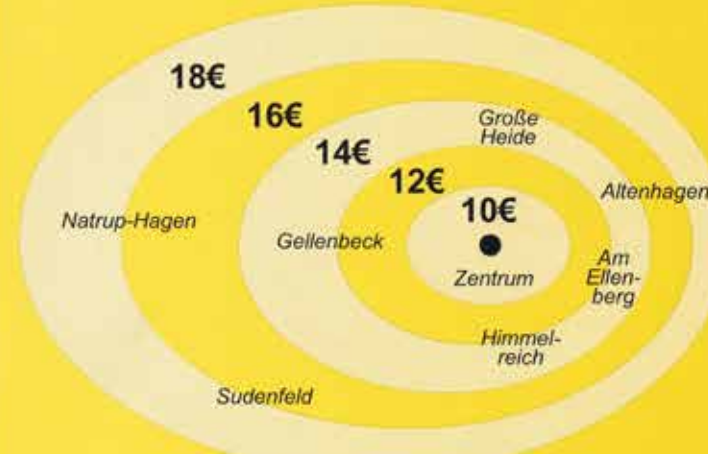 18€
16€
Große
Heide
14€
12€
Altenhagen
10€
Natrup-Hagen
Gellenbeck
Am
Ellen-
berg
Zentrum
Himmel-
reich
Sudenfeld